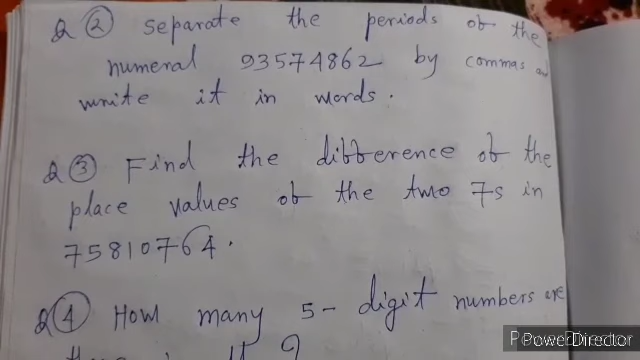 Q ② separate the periods of the
numeral 93574862 by commas
write it in words.
Q ③ Find the difference of the
place values of the two 7s in
75810764.
Q ④ How many 5-digit numbers are
PowerDirector